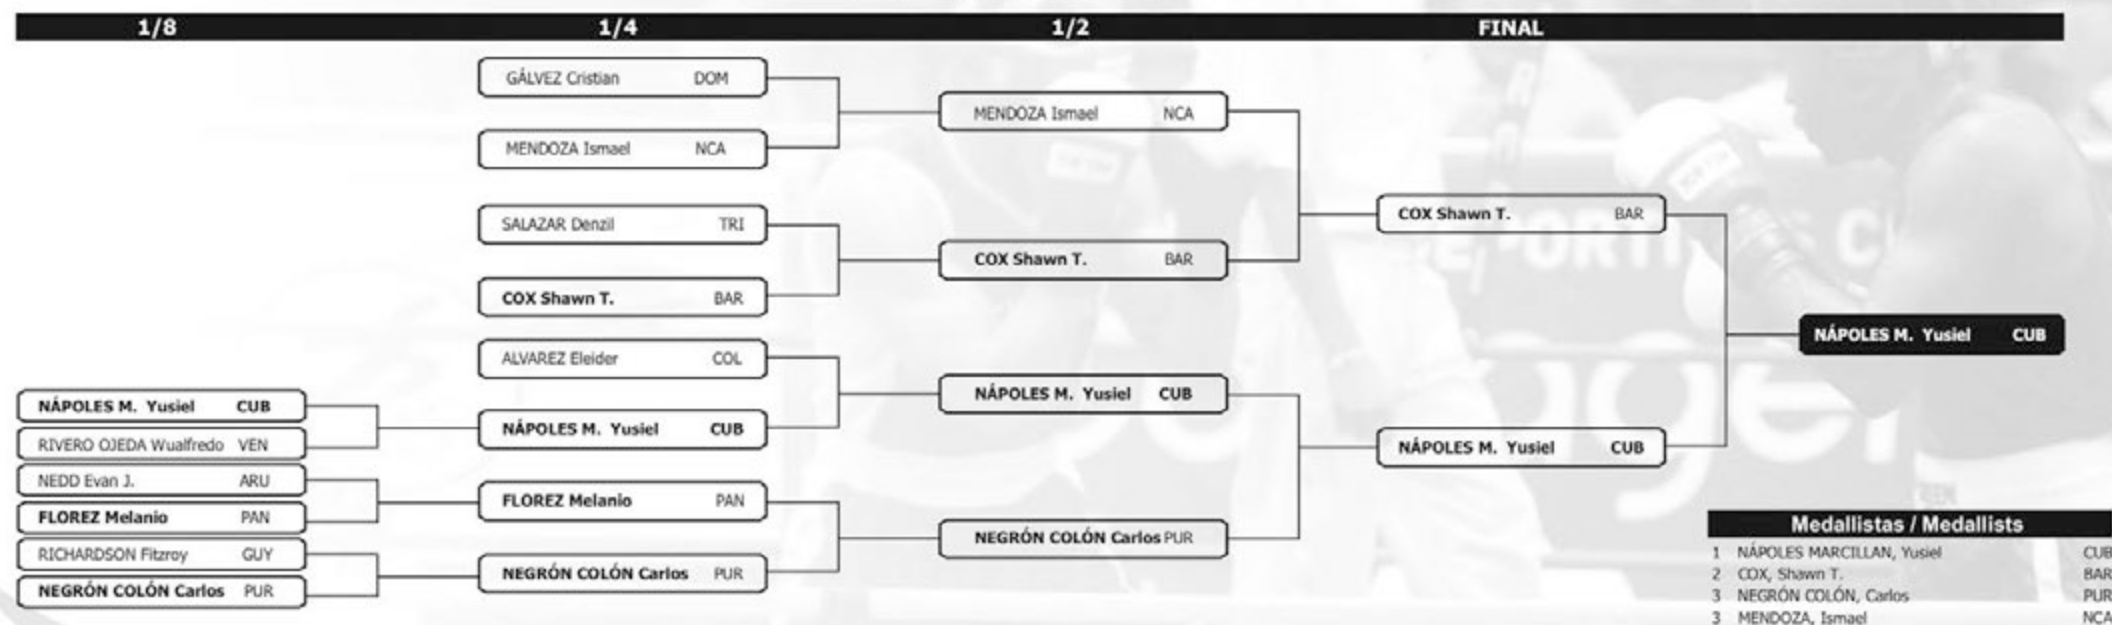 1/8 1/4 1/2 FINAL
GÁLVEZ Cristian DOM
MENDOZA Ismael NCA
SALAZAR Denzil TRI
COX Shawn T. BAR
ALVAREZ Eleider COL
NÁPOLES M. Yusiel CUB
FLOREZ Melanio PAN
NEGRÓN COLÓN Carlos PUR
NÁPOLES M. Yusiel CUB
RIVERO OJEDA Wualfredo VEN
NEDD Evan J. ARU
FLOREZ Melanio PAN
RICHARDSON Fitzroy GUY
NEGRÓN COLÓN Carlos PUR
MENDOZA Ismael NCA
COX Shawn T. BAR
NÁPOLES M. Yusiel CUB
NEGRÓN COLÓN Carlos PUR
COX Shawn T. BAR
NÁPOLES M. Yusiel CUB
NÁPOLES M. Yusiel CUB
Medallistas / Medallists
1 NÁPOLES MARCILLAN, Yusiel CUB
2 COX, Shawn T. BAR
3 NEGRÓN COLÓN, Carlos PUR
3 MENDOZA, Ismael NCA